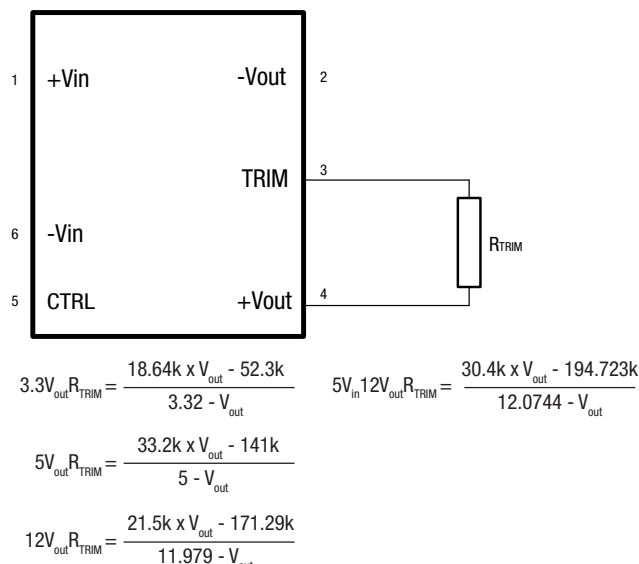 1 +Vin -Vout 2
TRIM 3
6 -Vin
RTRIM
5 CTRL +Vout 4
3.3VoutRTRIM = 18.64k x Vout - 52.3k
3.32 - Vout
5Vin12VoutRTRIM = 30.4k x Vout - 194.723k
12.0744 - Vout
5VoutRTRIM = 33.2k x Vout - 141k
5 - Vout
12VoutRTRIM = 21.5k x Vout - 171.29k
11.979 - Vout